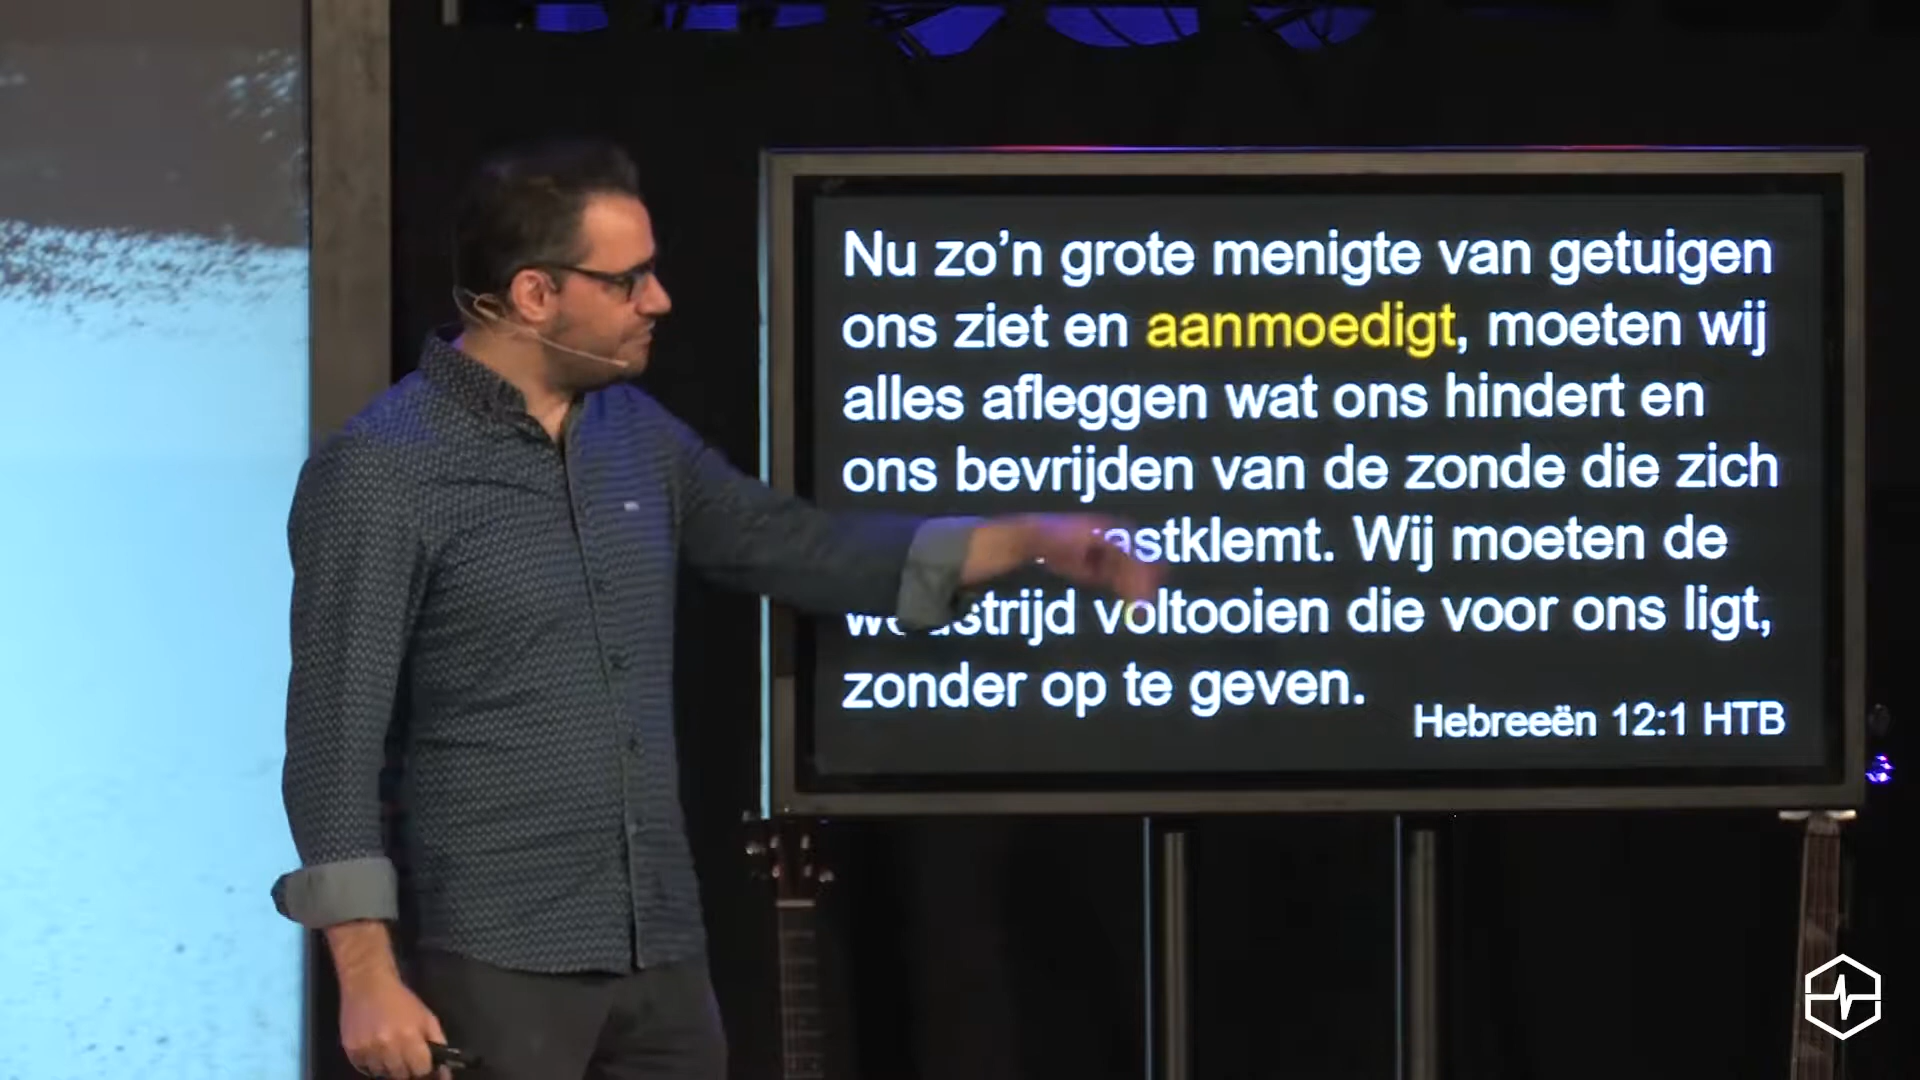 Nu zo’n grote menigte van getuigen
ons ziet en aanmoedigt, moeten wij
alles afleggen wat ons hindert en
ons bevrijden van de zonde die zich
Wij moeten de
voltooien die voor ons ligt,
zonder op te geven.
Hebreeën 12:1 HTB